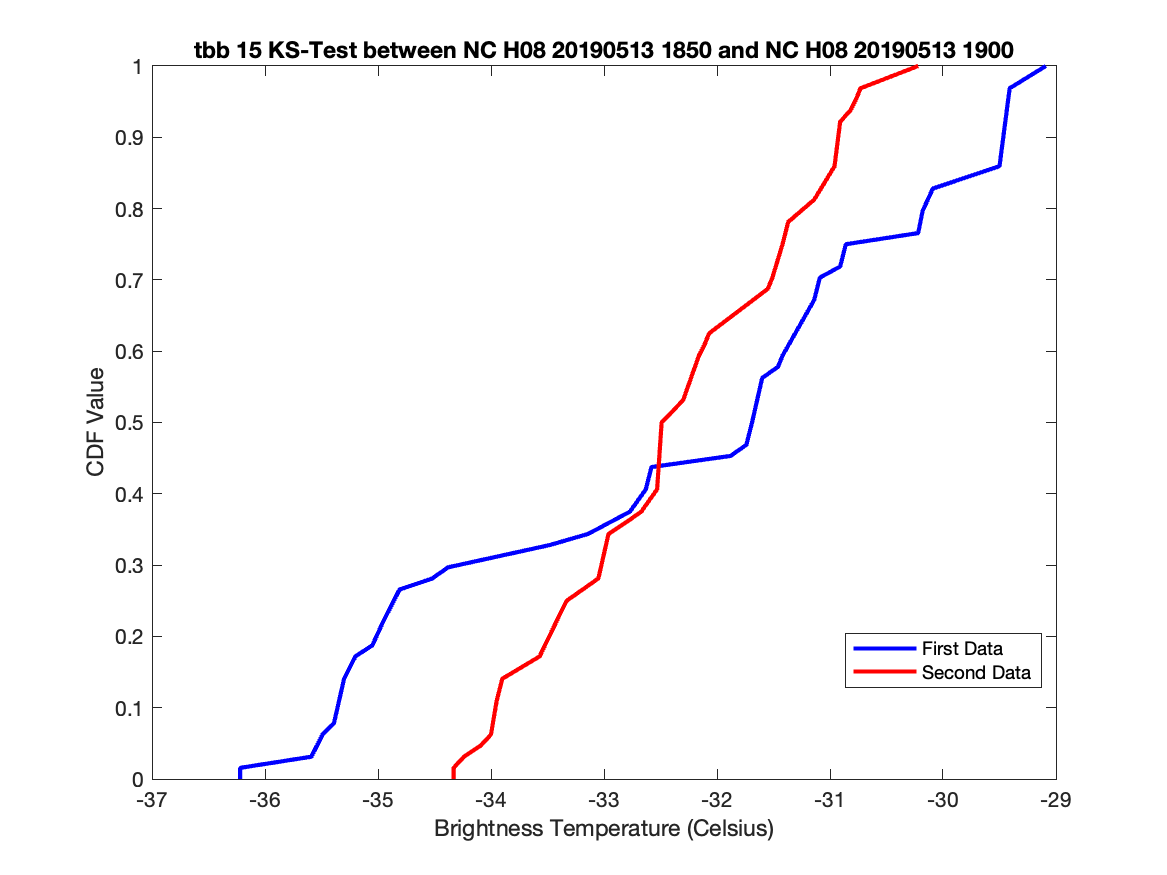 tbb 15 KS-Test between NC H08 20190513 1850 and NC H08 20190513 1900
1
0.9
0.8
0.7
0.6
0.5
0.4
0.3
0.2
0.1
0
CDF Value
First Data
Second Data
-37 -36 -35 -34 -33 -32 -31 -30 -29
Brightness Temperature (Celsius)